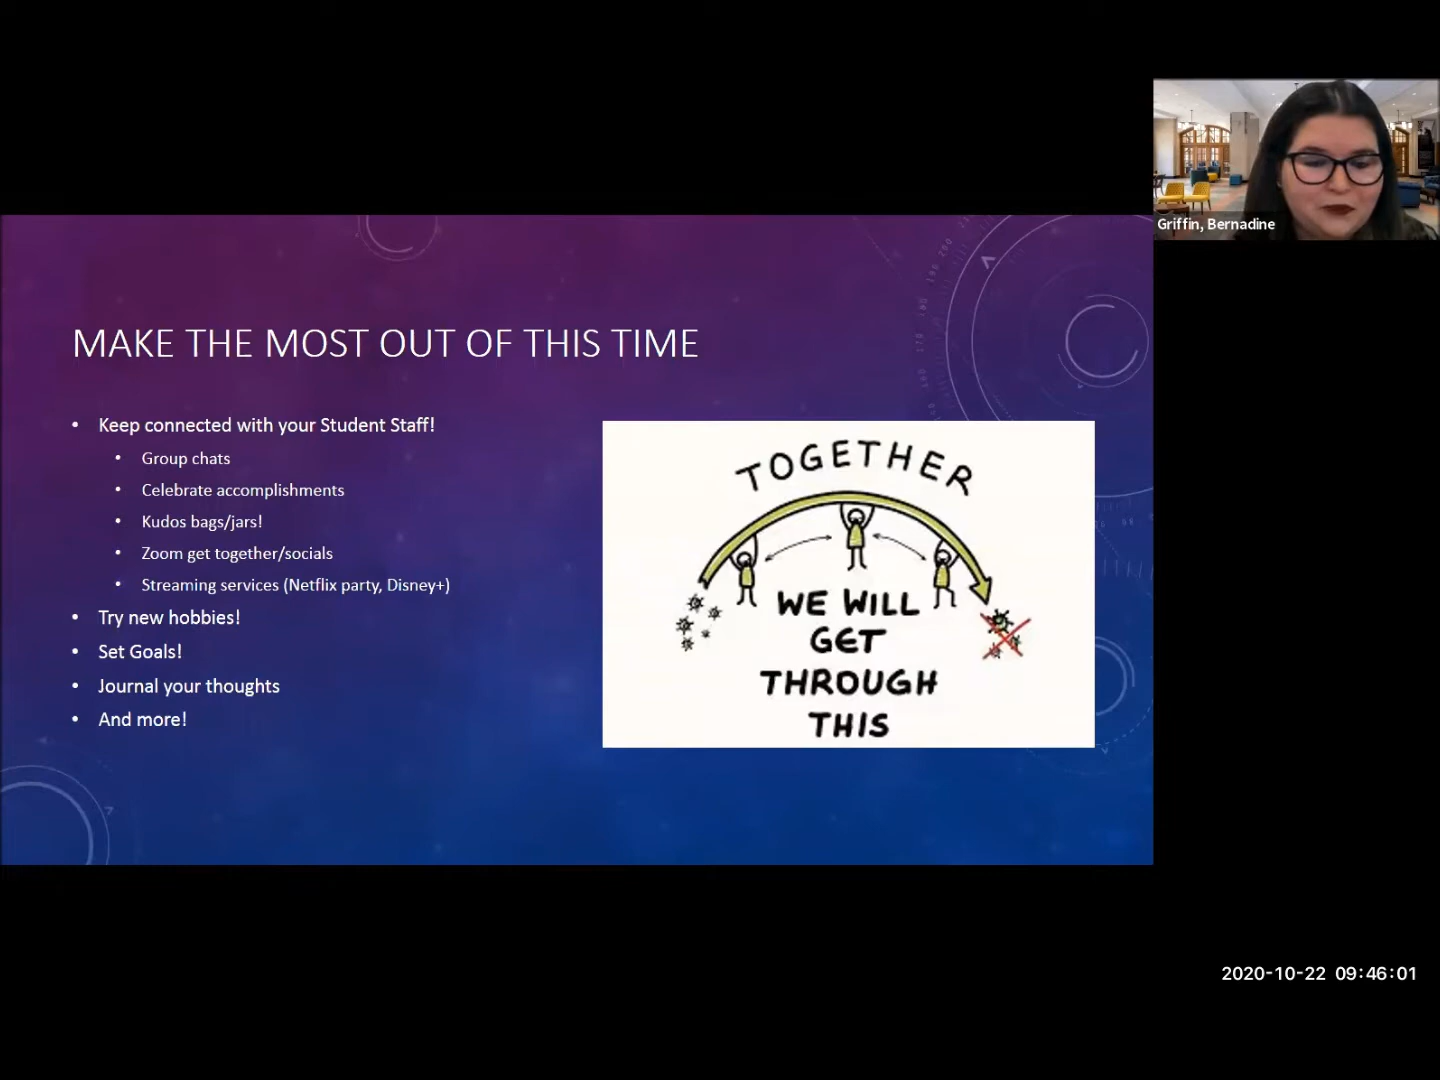 Griffin, Bernadine
MAKE THE MOST OUT OF THIS TIME
• Keep connected with your Student Staff!
• Group chats
• Celebrate accomplishments
• Kudos bags/jars!
• Zoom get together/socials
• Streaming services (Netflix party, Disney+)
• Try new hobbies!
• Set Goals!
• Journal your thoughts
• And more!
TOGETHER
WE WILL
GET
THROUGH
THIS
2020-10-22 09:46:01